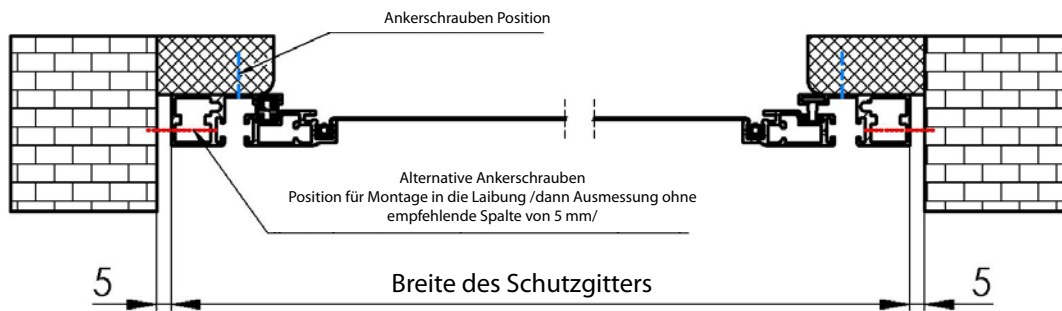 Ankerschrauben Position
Alternative Ankerschrauben
Position für Montage in die Laibung /dann Ausmessung ohne
empfehlende Spalte von 5 mm/
5 Breite des Schutzgitters 5